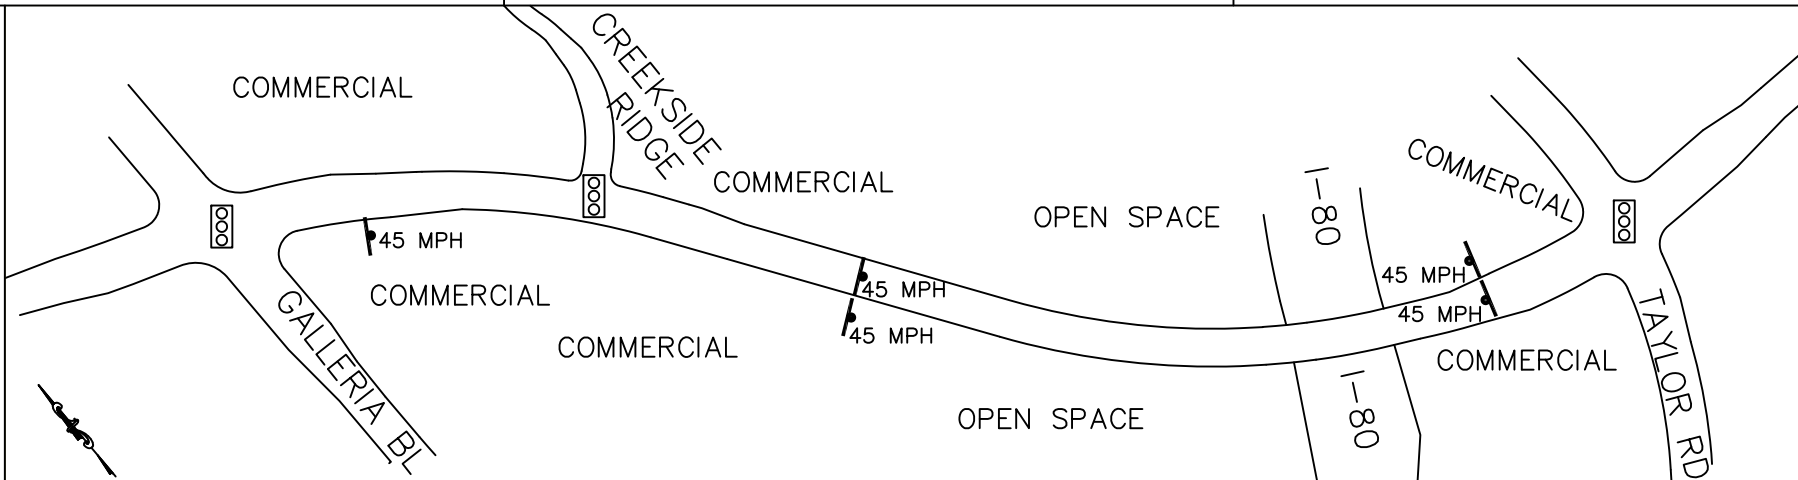 COMMERCIAL
CREEKSIDE
RIDGE
COMMERCIAL
COMMERCIAL
OPEN SPACE
I-80
45 MPH
COMMERCIAL
45 MPH
45 MPH
45 MPH
45 MPH
GALLERIA BL
COMMERCIAL
COMMERCIAL
OPEN SPACE
I-80
TAYLOR RD